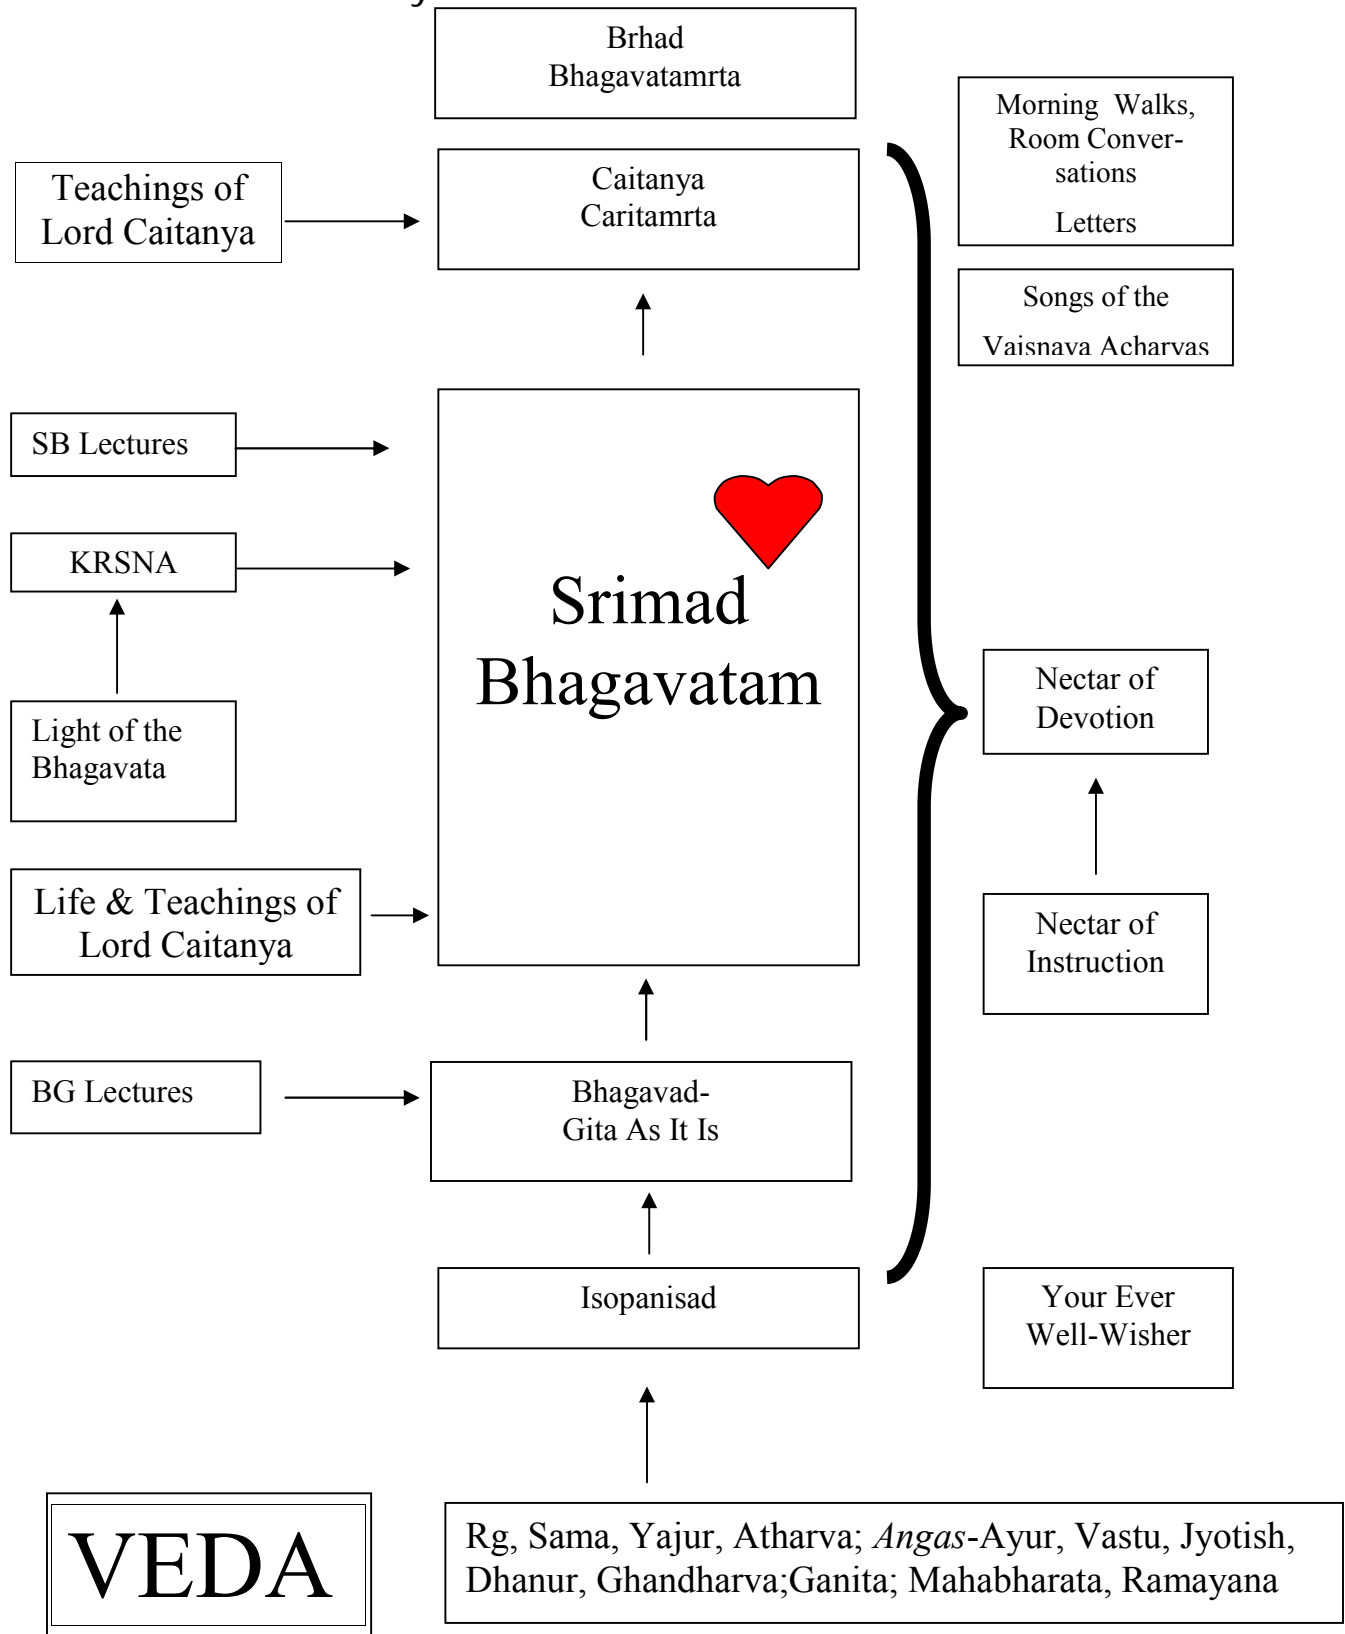 Brhad
Bhagavatamrta
Morning Walks,
Room Conver-
sations
Letters
Teachings of
Lord Caitanya
Caitanya
Caritamrta
Songs of the
Vaisnava Acharyas
SB Lectures
KRSNA
Srimad
Bhagavatam
Light of the
Bhagavata
Nectar of
Devotion
Life & Teachings of
Lord Caitanya
Nectar of
Instruction
BG Lectures
Bhagavad-
Gita As It Is
Isopanisad
Your Ever
Well-Wisher
VEDA
Rg, Sama, Yajur, Atharva; Angas-Ayur, Vastu, Jyotish,
Dhanur, Ghandharva;Ganita; Mahabharata, Ramayana